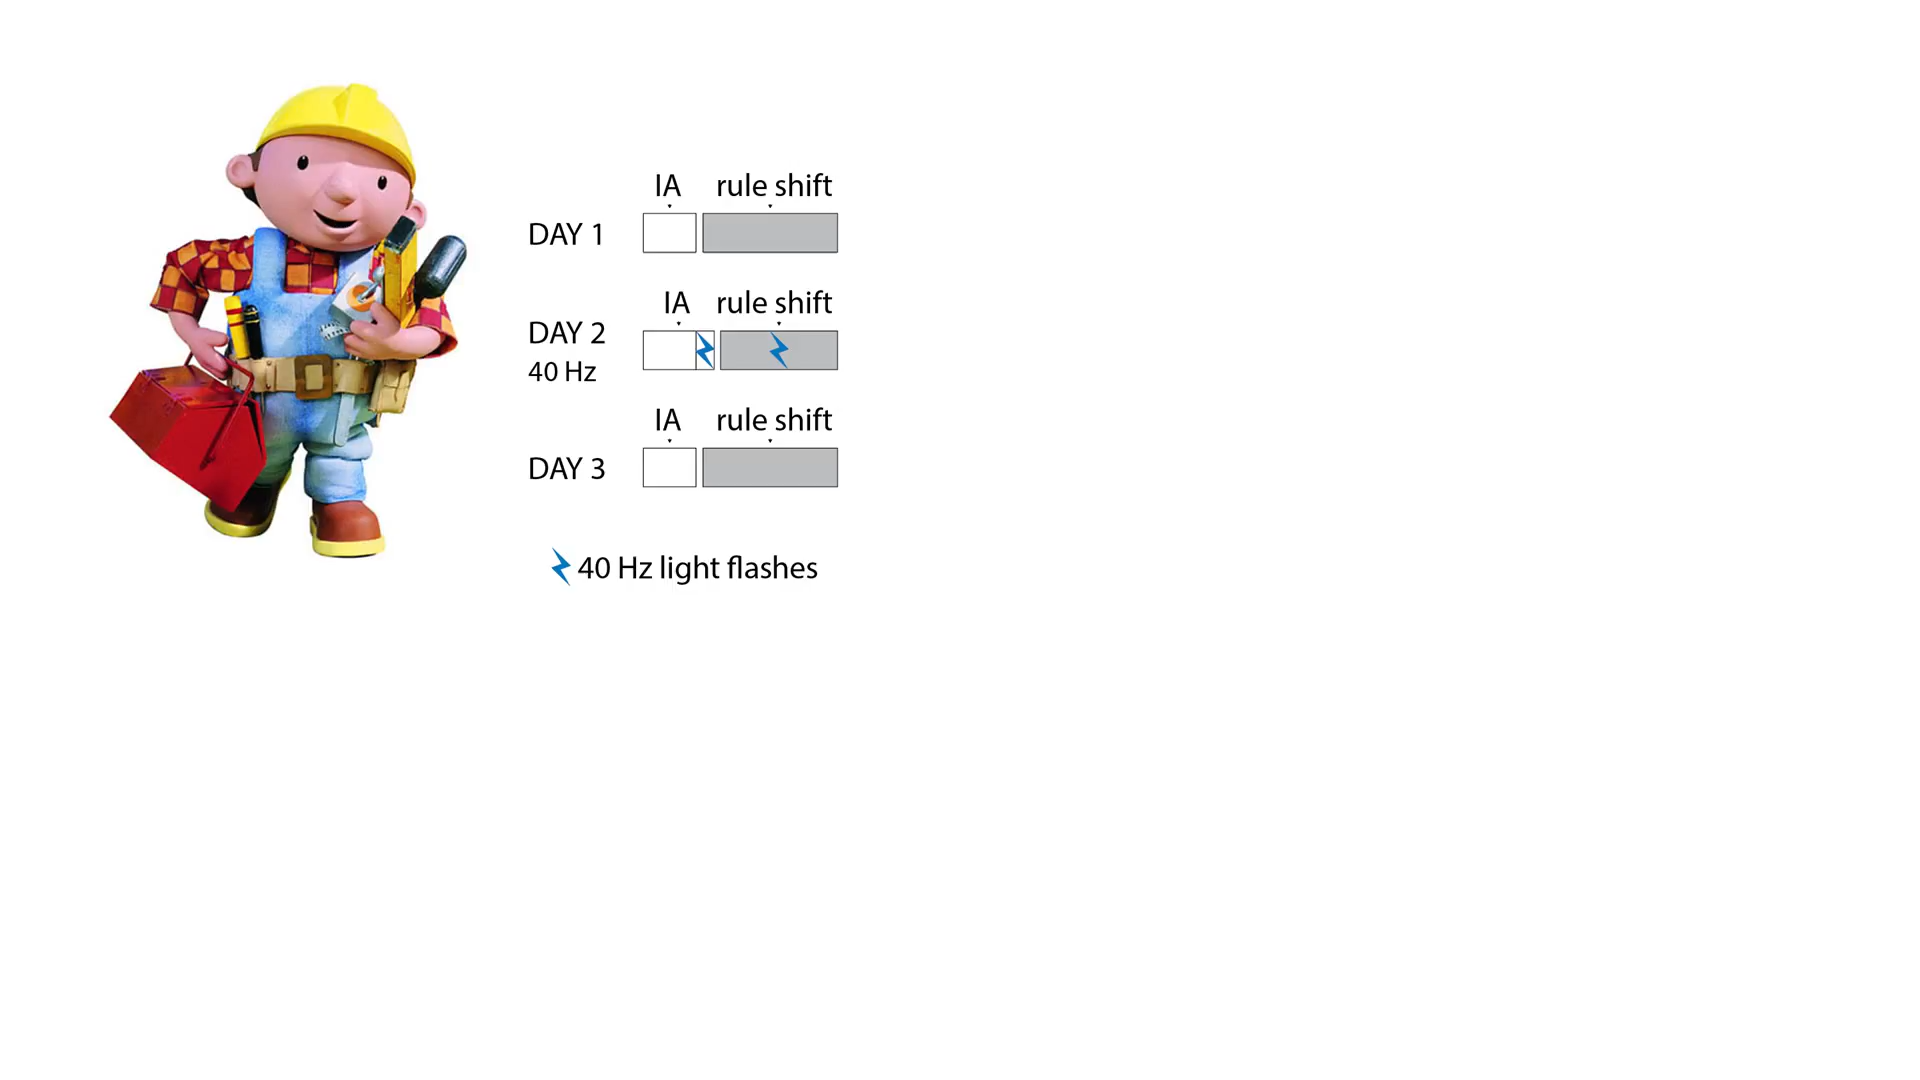 IA rule shift
DAY 1
IA rule shift
DAY 2
40 Hz
IA rule shift
DAY 3
40 Hz light flashes